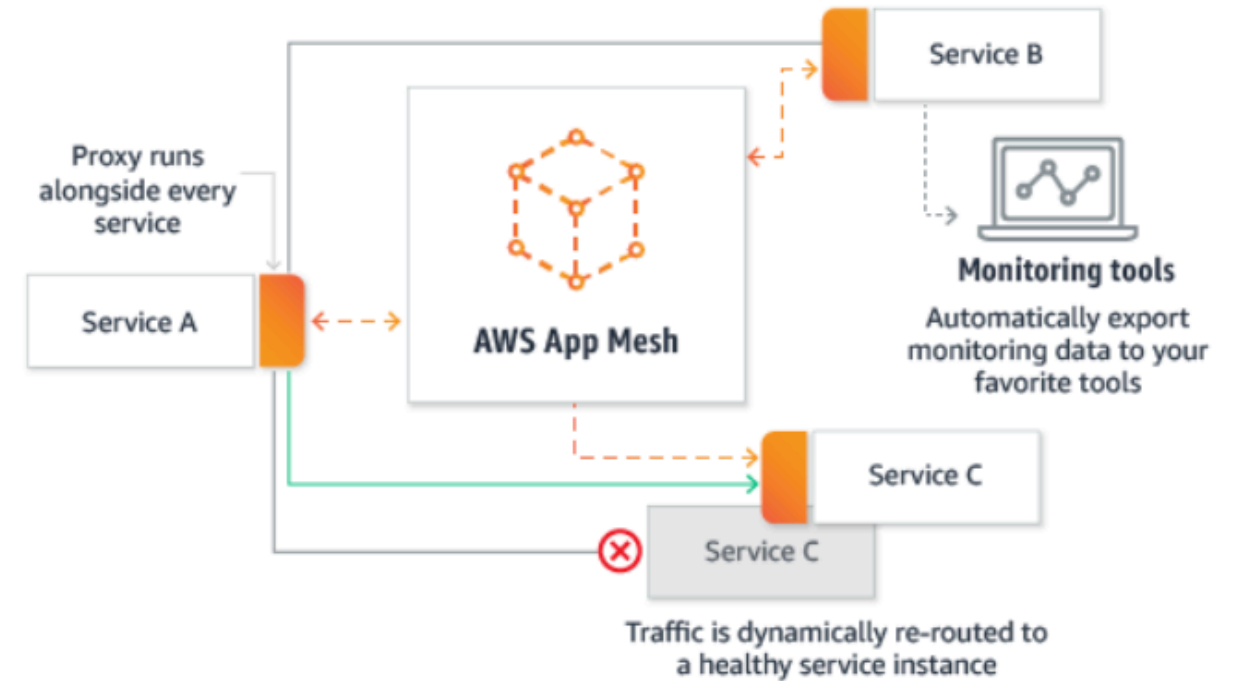 Service B
Proxy runs
alongside every
service
Service A
AWS App Mesh
Monitoring tools
Automatically export
monitoring data to your
favorite tools
Service C
Service C
Traffic is dynamically re-routed to
a healthy service instance